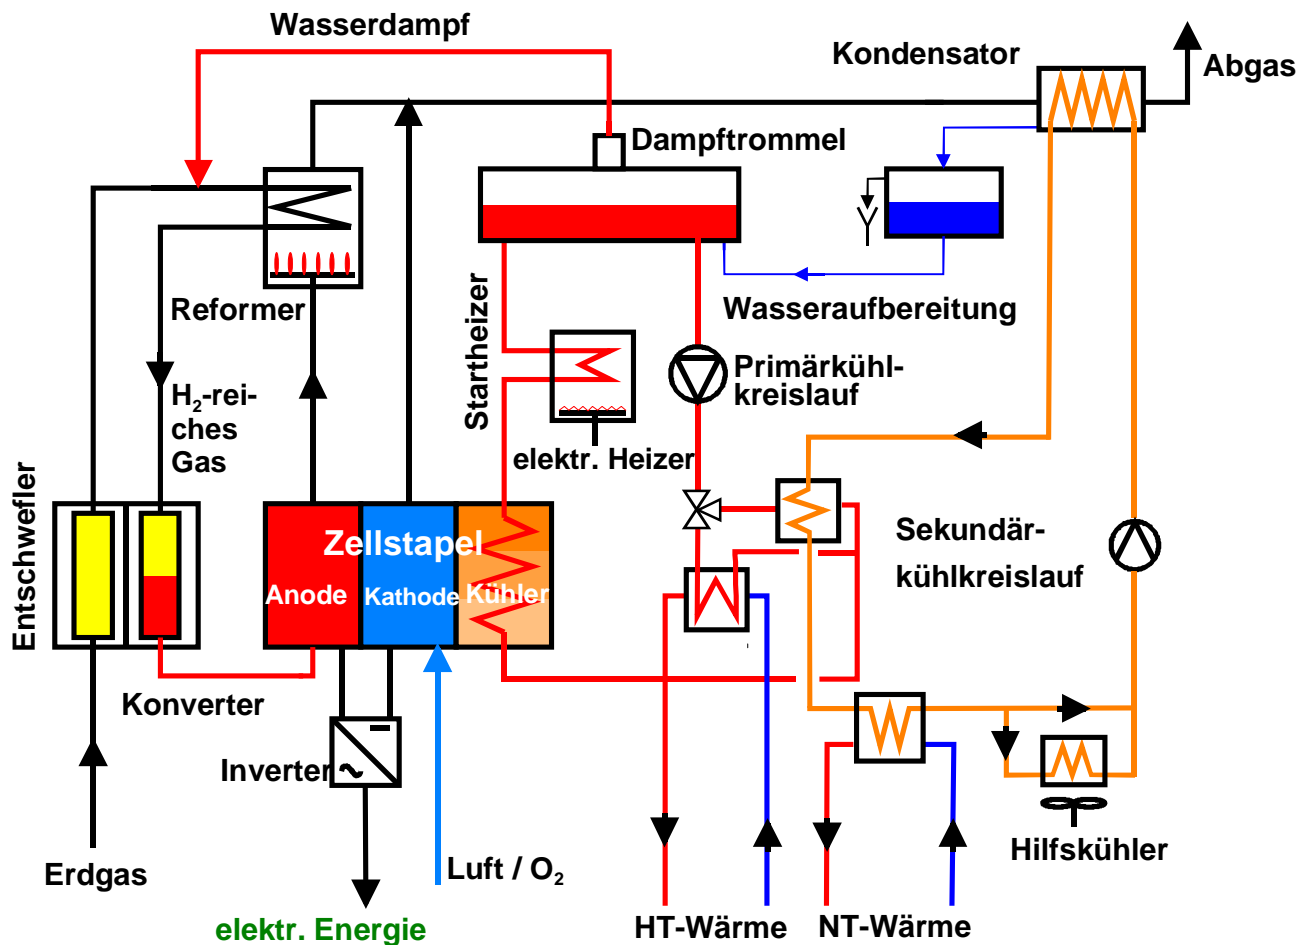 Wasserdampf
Kondensator
Abgas
Dampftrommel
Reformer
Startheizer
Wasseraufbereitung
Primärkühl-
kreislauf
H₂-rei-
ches
Gas
elektr. Heizer
Entschwefler
Zellstapel
Anode
Kathode
Kühler
Sekundär-
kühlkreislauf
Konverter
Inverter
Erdgas
Luft / O₂
elektr. Energie
HT-Wärme
NT-Wärme
Hilfskühler